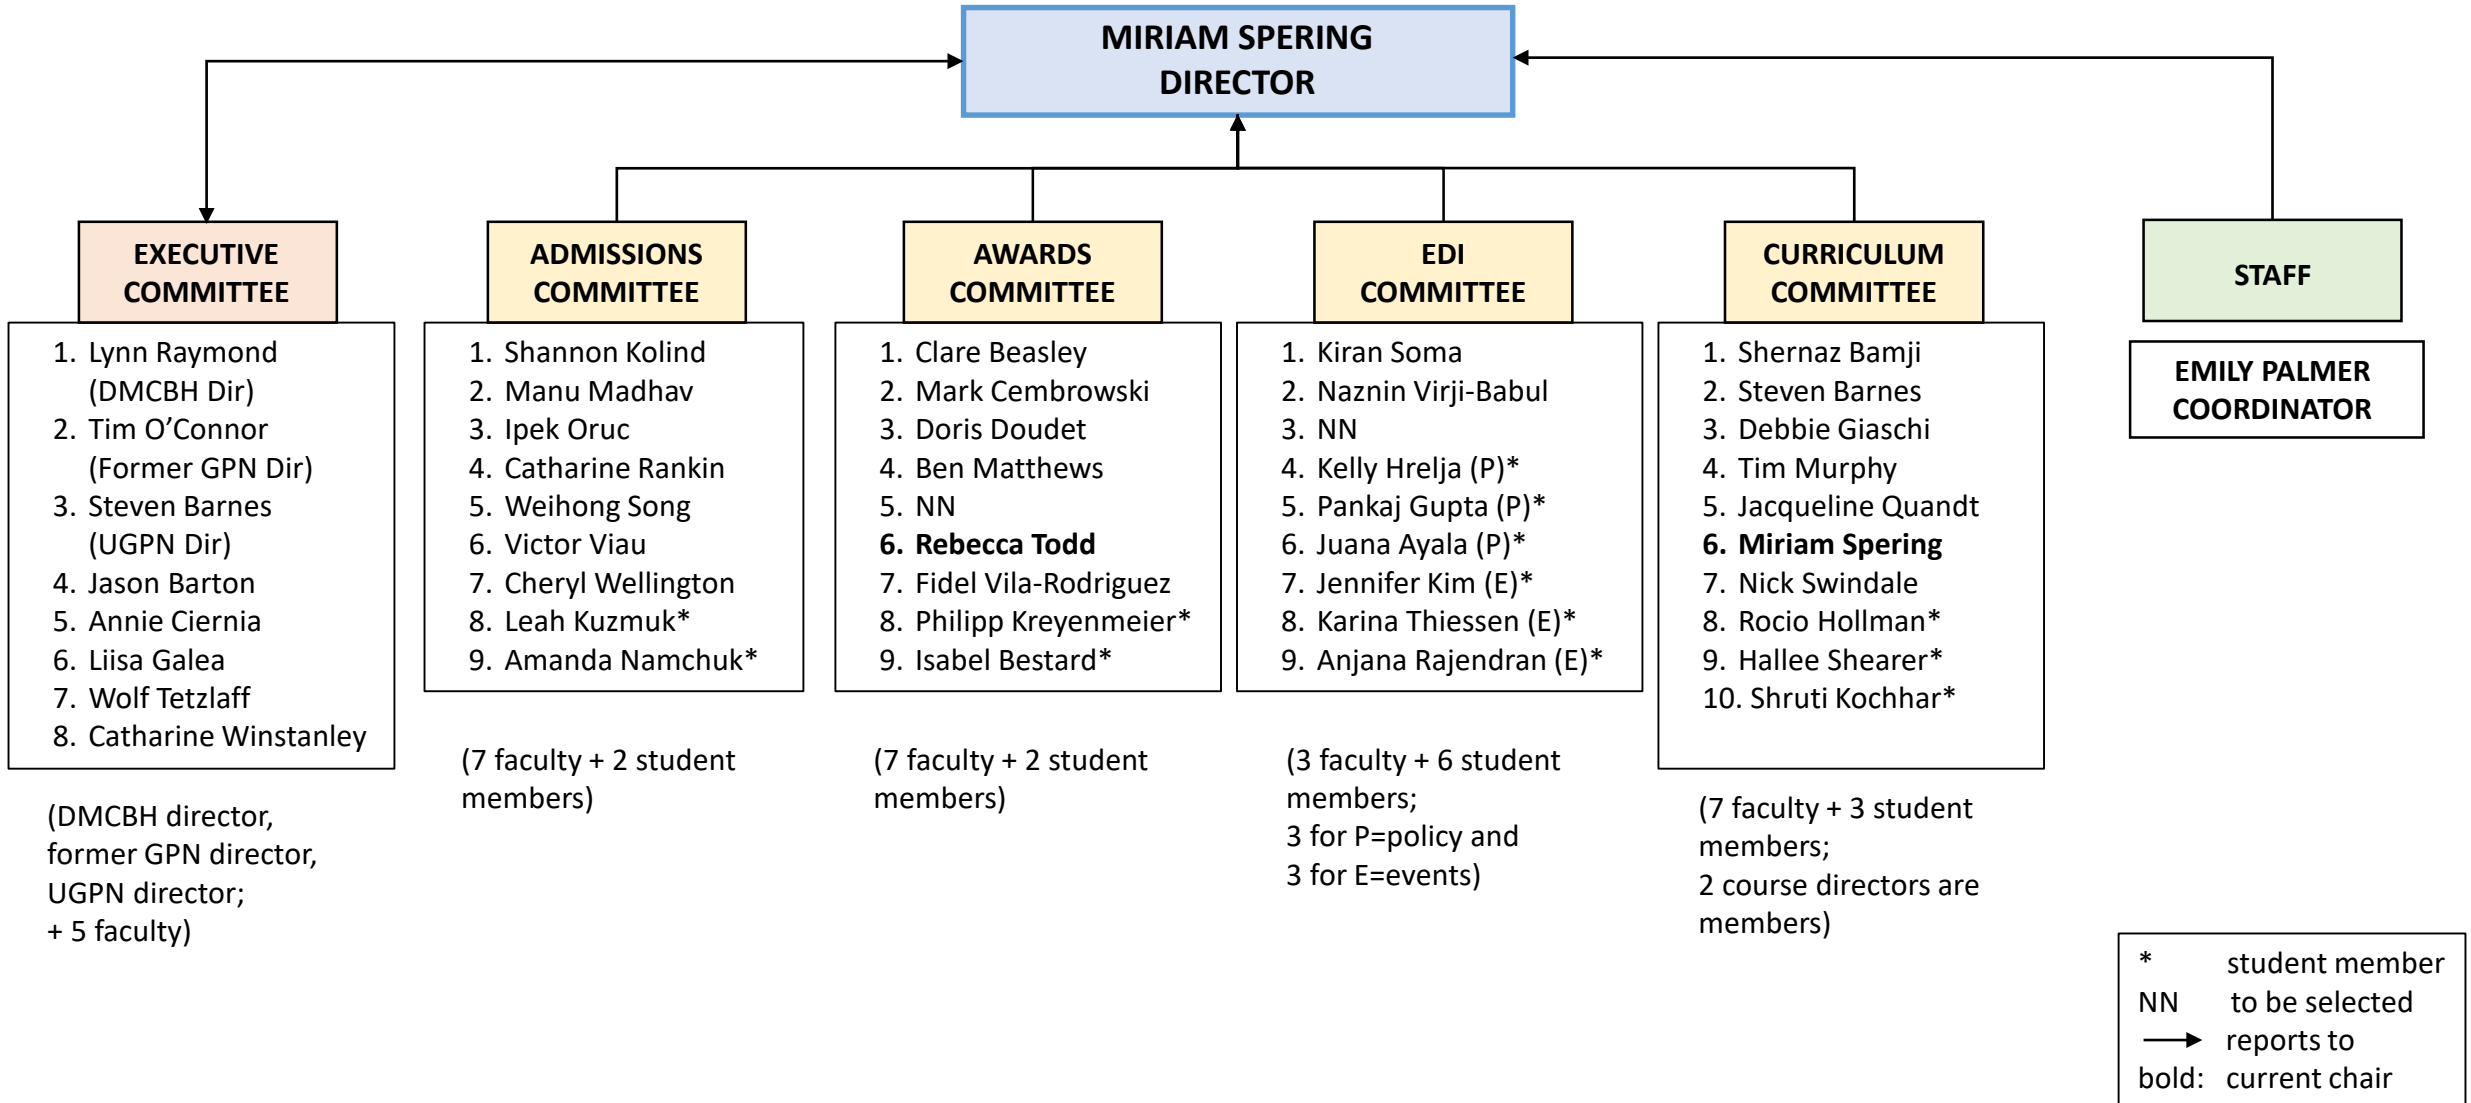 MIRIAM SPERING
DIRECTOR
EXECUTIVE
COMMITTEE
1. Lynn Raymond
(DMCBH Dir)
2. Tim O’Connor
(Former GPN Dir)
3. Steven Barnes
(UGPN Dir)
4. Jason Barton
5. Annie Ciernia
6. Liisa Galea
7. Wolf Tetzlaff
8. Catharine Winstanley
(DMCBH director,
former GPN director,
UGPN director;
+ 5 faculty)
ADMISSIONS
COMMITTEE
1. Shannon Kolind
2. Manu Madhav
3. Ipek Oruc
4. Catharine Rankin
5. Weihong Song
6. Victor Viau
7. Cheryl Wellington
8. Leah Kuzmuk*
9. Amanda Namchuk*
(7 faculty + 2 student
members)
AWARDS
COMMITTEE
1. Clare Beasley
2. Mark Cembrowski
3. Doris Doudet
4. Ben Matthews
5. NN
6. Rebecca Todd
7. Fidel Vila-Rodriguez
8. Philipp Kreyenmeier*
9. Isabel Bestard*
(7 faculty + 2 student
members)
EDI
COMMITTEE
1. Kiran Soma
2. Naznin Virji-Babul
3. NN
4. Kelly Hrelja (P)*
5. Pankaj Gupta (P)*
6. Juana Ayala (P)*
7. Jennifer Kim (E)*
8. Karina Thiessen (E)*
9. Anjana Rajendran (E)*
(3 faculty + 6 student
members;
3 for P=policy and
3 for E=events)
CURRICULUM
COMMITTEE
1. Shernaz Bamji
2. Steven Barnes
3. Debbie Giaschi
4. Tim Murphy
5. Jacqueline Quandt
6. Miriam Spering
7. Nick Swindale
8. Rocio Hollman*
9. Hallee Shearer*
10. Shruti Kochhar*
(7 faculty + 3 student
members;
2 course directors are
members)
STAFF
EMILY PALMER
COORDINATOR
* student member
NN to be selected
reports to
bold: current chair